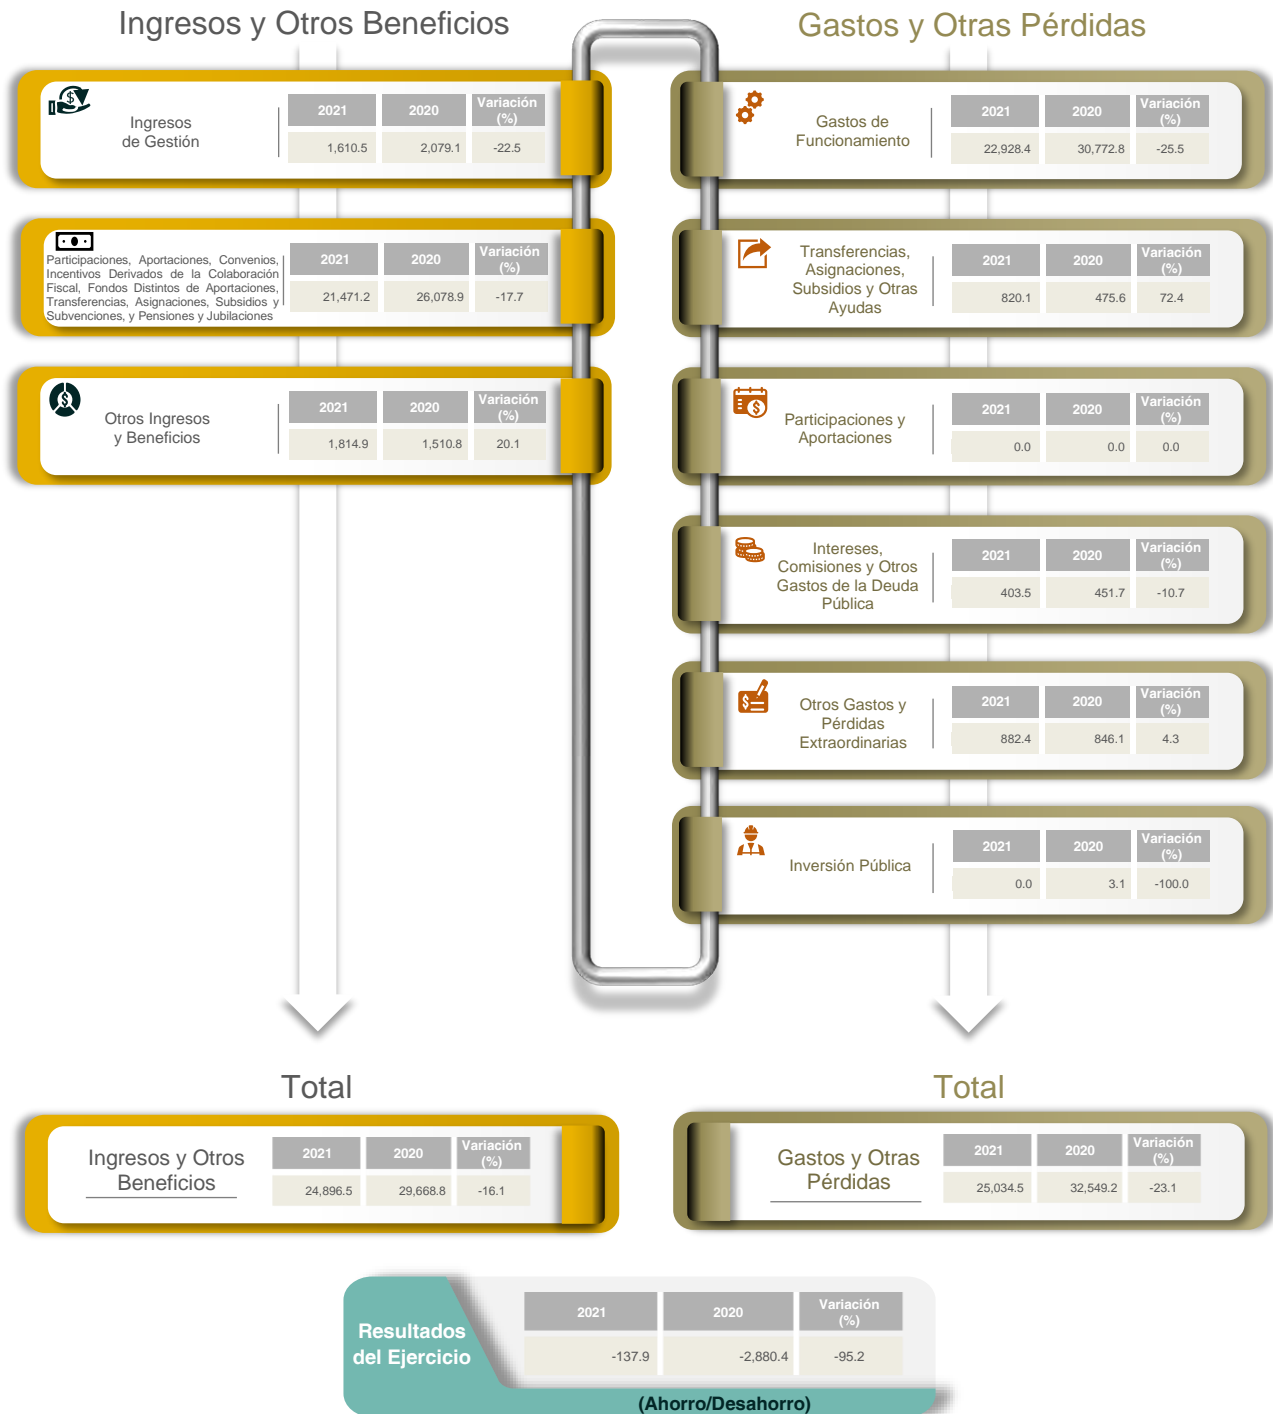 Ingresos y Otros Beneficios
Ingresos
de Gestión
2021 2020 Variación (%)
1,610.5 2,079.1 -22.5
Participaciones, Aportaciones, Convenios,
Incentivos Derivados de la Colaboración
Fiscal, Fondos Distintos de Aportaciones,
Transferencias, Asignaciones, Subsidios y
Subvenciones, y Pensiones y Jubilaciones
2021 2020 Variación (%)
21,471.2 26,078.9 -17.7
Otros Ingresos
y Beneficios
2021 2020 Variación (%)
1,814.9 1,510.8 20.1
Total
Ingresos y Otros
Beneficios
2021 2020 Variación (%)
24,896.5 29,668.8 -16.1
Gastos y Otras Pérdidas
Gastos de
Funcionamiento
2021 2020 Variación (%)
22,928.4 30,772.8 -25.5
Transferencias,
Asignaciones,
Subsidios y Otras
Ayudas
2021 2020 Variación (%)
820.1 475.6 72.4
Participaciones y
Aportaciones
2021 2020 Variación (%)
0.0 0.0 0.0
Intereses,
Comisiones y Otros
Gastos de la Deuda
Pública
2021 2020 Variación (%)
403.5 451.7 -10.7
Otros Gastos y
Pérdidas
Extraordinarias
2021 2020 Variación (%)
882.4 846.1 4.3
Inversión Pública
2021 2020 Variación (%)
0.0 3.1 -100.0
Total
Gastos y Otras
Pérdidas
2021 2020 Variación (%)
25,034.5 32,549.2 -23.1
Resultados
del Ejercicio
2021 2020 Variación (%)
-137.9 -2,880.4 -95.2
(Ahorro/Desahorro)